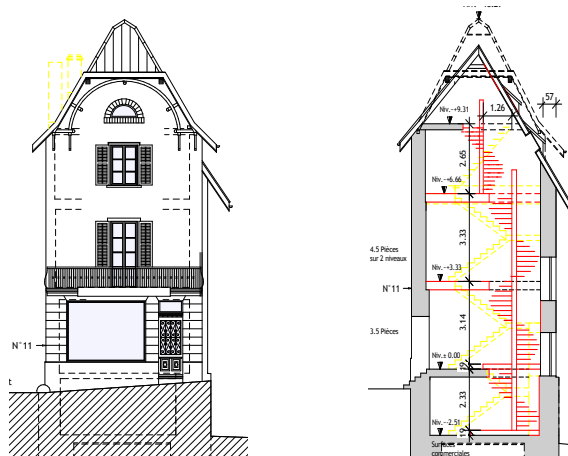 57
1.26
Niv.-+9.31
2.65
Niv.-+6.66
3.33
4.5 Pièces
sur 2 niveaux
Niv.-+3.33
N°11
N°11
3.14
3.5 Pièces
Niv.± 0.00
19
t
2.33
Niv.--2.51
19
Surfaces
commerciales